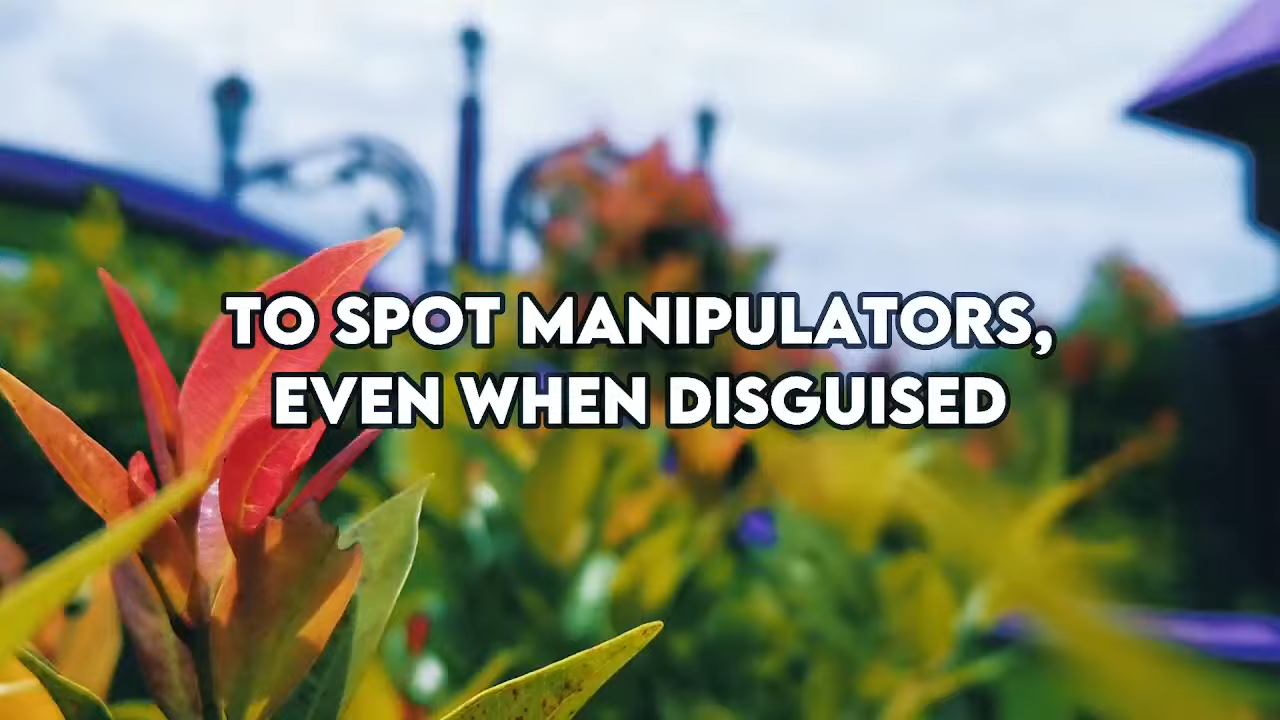 TO SPOT MANIPULATORS,
EVEN WHEN DISGUISED